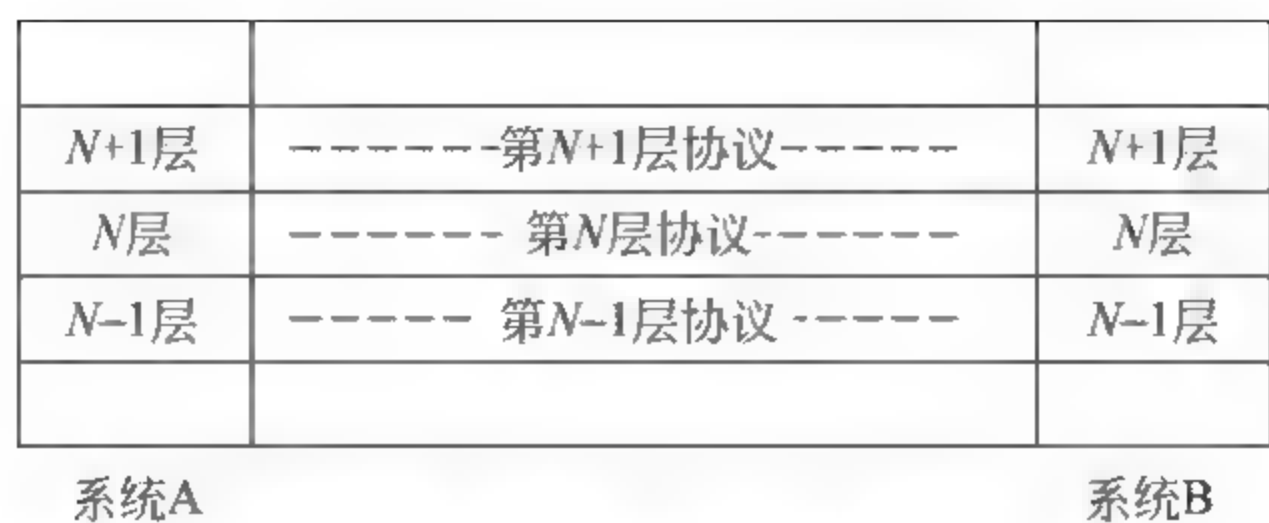 N+1层 ------第N+1层协议------ N+1层
N层 ------ 第N层协议------ N层
N-1层 ------ 第N-1层协议 ------ N-1层
系统A 系统B